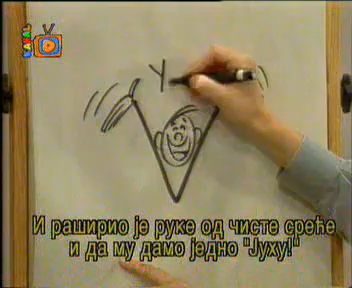 Y
И раширио је руке од чисте среће
и да му дамо једно "Јуху!"